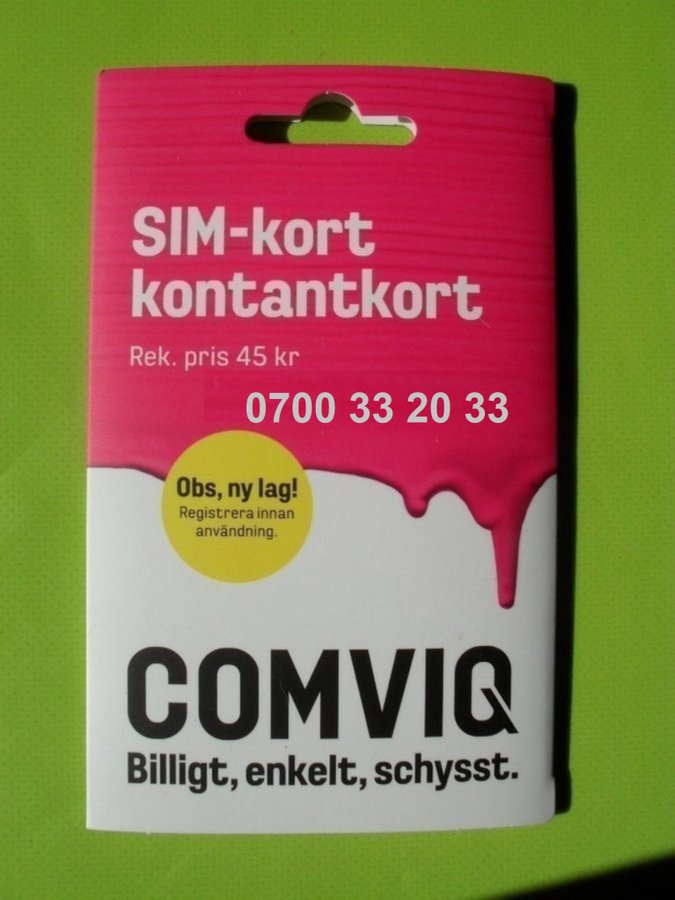 SIM-kort
kontantkort
Rek. pris 45 kr
0700 33 20 33
Obs, ny lag!
Registrera innan
användning.
COMVIQ
Billigt, enkelt, schysst.